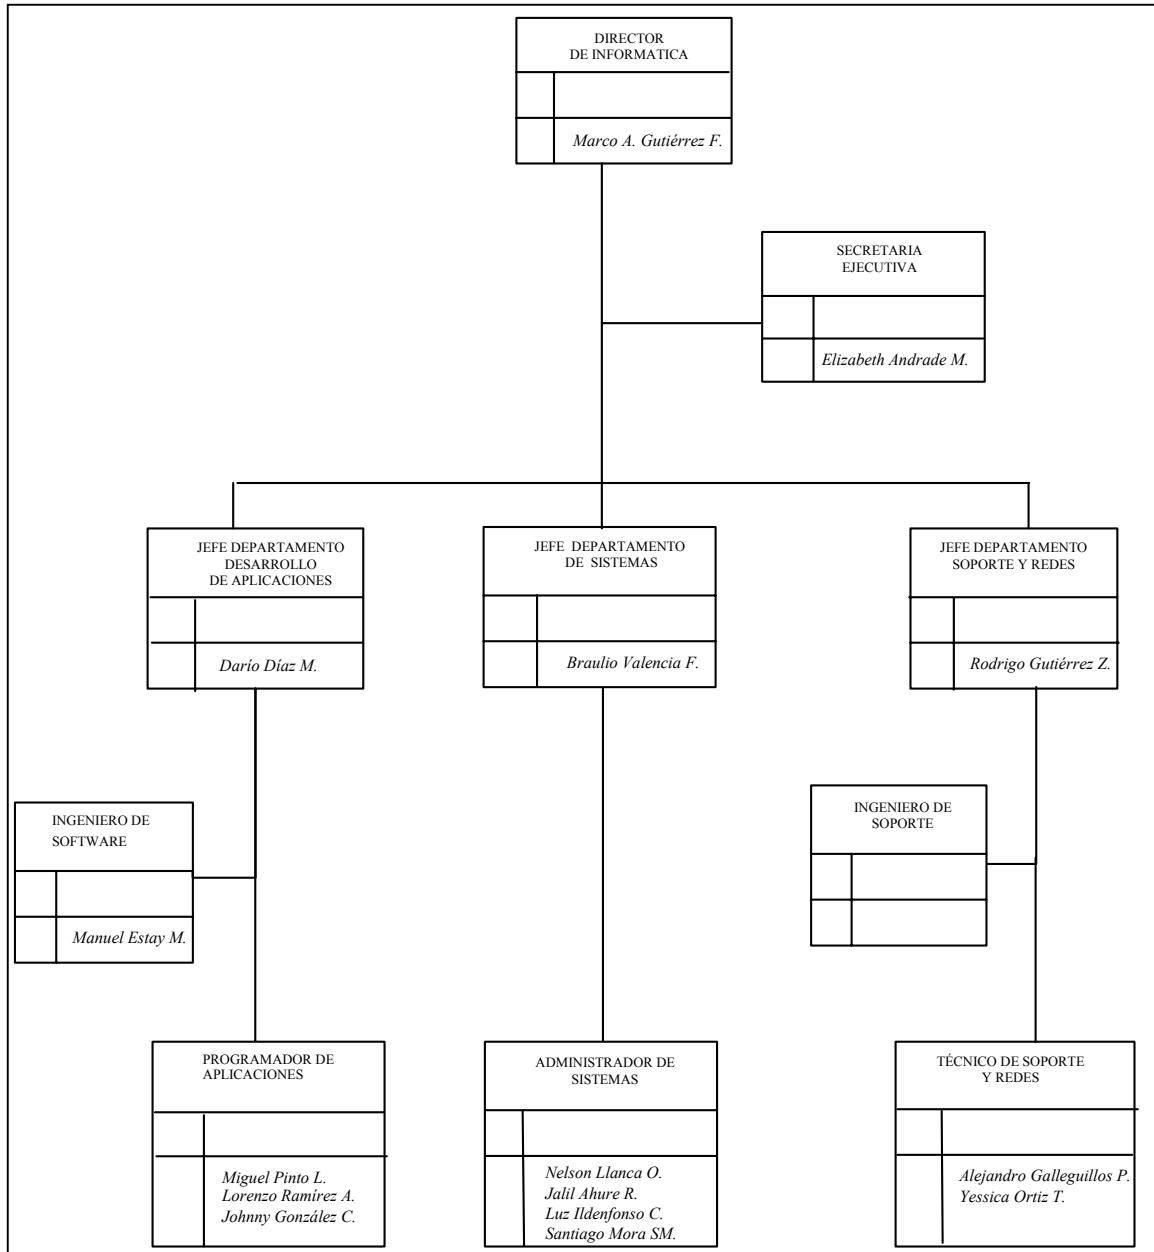 DIRECTOR
DE INFORMATICA
Marco A. Gutiérrez F.
SECRETARIA
EJECUTIVA
Elizabeth Andrade M.
JEFE DEPARTAMENTO
DESARROLLO
DE APLICACIONES
Darío Díaz M.
JEFE DEPARTAMENTO
DE SISTEMAS
Braulio Valencia F.
JEFE DEPARTAMENTO
SOPORTE Y REDES
Rodrigo Gutiérrez Z.
INGENIERO DE
SOFTWARE
Manuel Estay M.
INGENIERO DE
SOPORTE
PROGRAMADOR DE
APLICACIONES
Miguel Pinto L.
Lorenzo Ramírez A.
Johnny González C.
ADMINISTRADOR DE
SISTEMAS
Nelson Llanca O.
Jalil Ahure R.
Luz Ildenfonso C.
Santiago Mora SM.
TÉCNICO DE SOPORTE
Y REDES
Alejandro Galleguillos P.
Yessica Ortiz T.